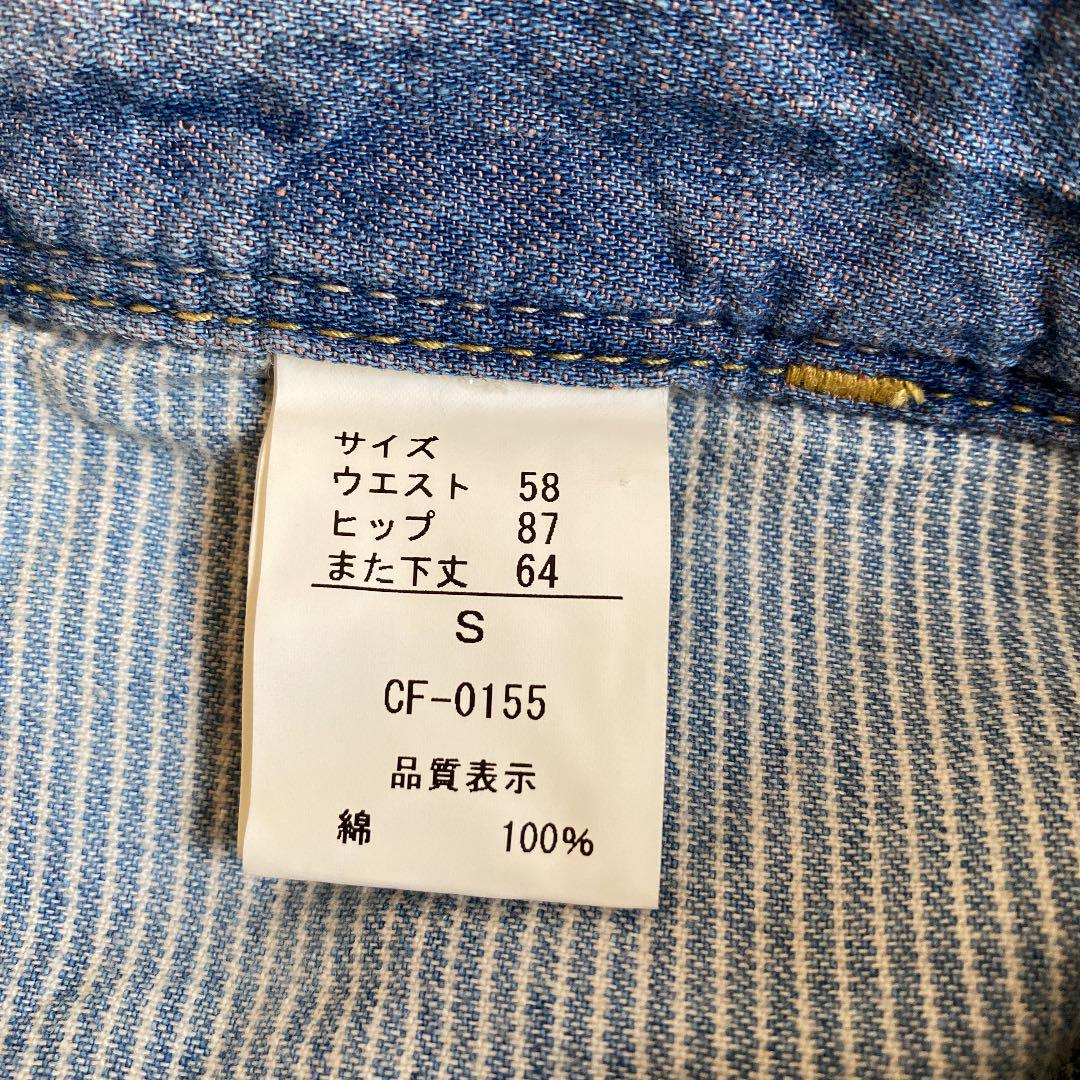 サイズ
ウエスト 58
ヒップ 87
また下丈 64
S
CF-0155
品質表示
綿 100%